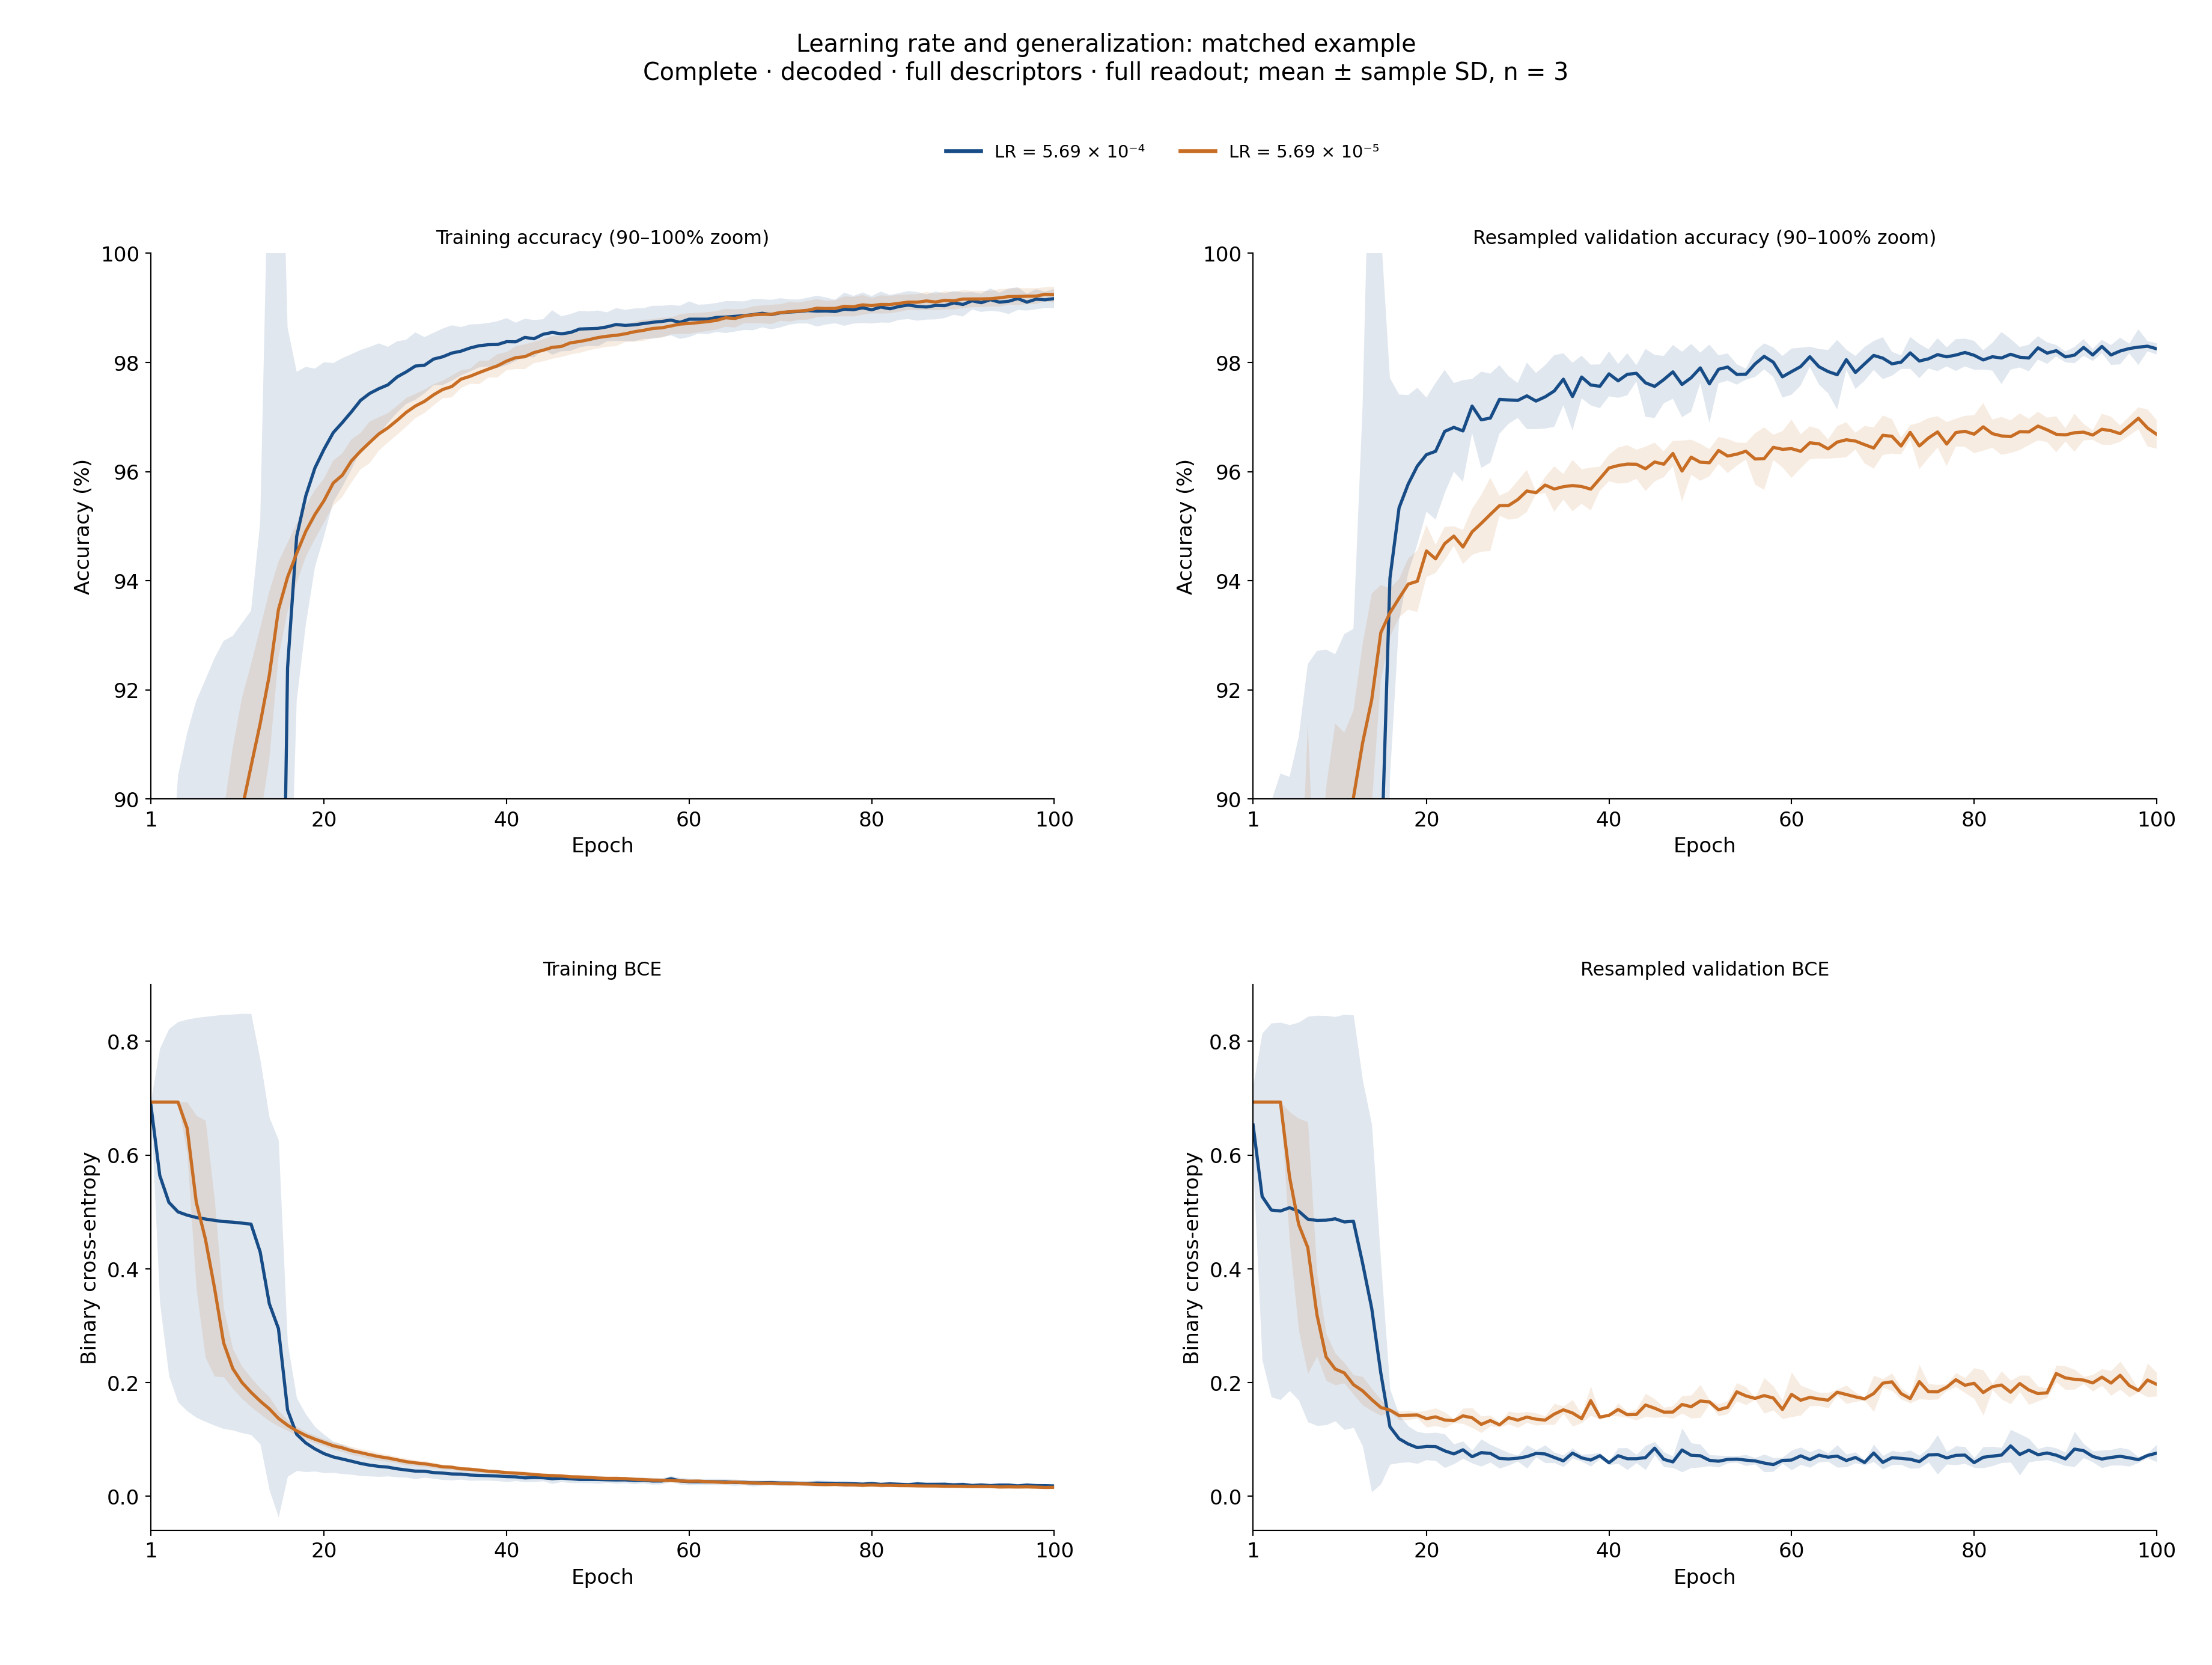 Learning rate and generalization: matched example
Complete · decoded · full descriptors · full readout; mean ± sample SD, n = 3
LR = 5.69 × 10⁻⁴
LR = 5.69 × 10⁻⁵
Training accuracy (90–100% zoom)
100
98
96
94
92
90
Accuracy (%)
1
20
40
60
80
100
Epoch
Resampled validation accuracy (90–100% zoom)
100
98
96
94
92
90
Accuracy (%)
1
20
40
60
80
100
Epoch
Training BCE
0.8
0.6
0.4
0.2
0.0
Binary cross-entropy
1
20
40
60
80
100
Epoch
Resampled validation BCE
0.8
0.6
0.4
0.2
0.0
Binary cross-entropy
1
20
40
60
80
100
Epoch